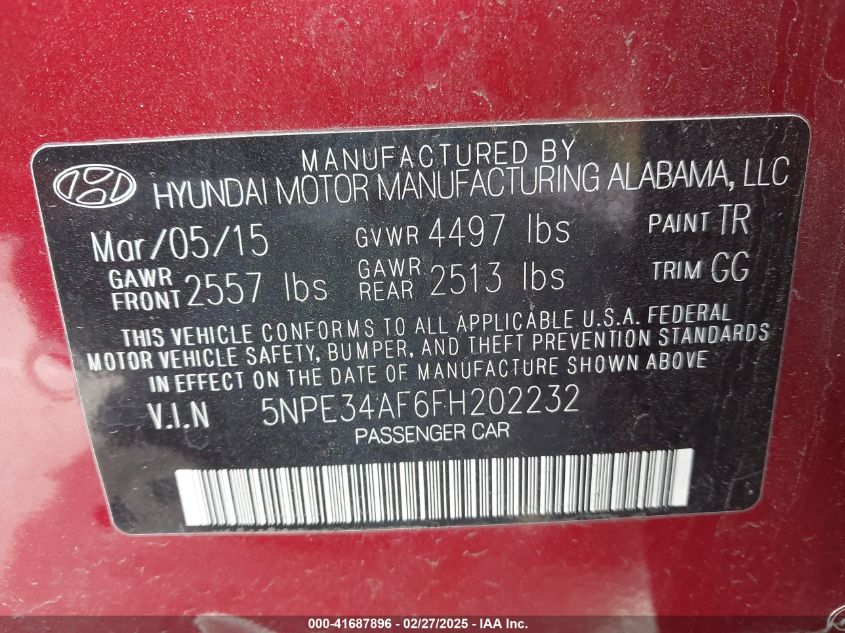 MANUFACTURED BY
HYUNDAI MOTOR MANUFACTURING ALABAMA, LLC
Mar/05/15 GVWR 4497 lbs PAINT TR
GAWR FRONT 2557 lbs GAWR REAR 2513 lbs TRIM GG
THIS VEHICLE CONFORMS TO ALL APPLICABLE U.S.A. FEDERAL
MOTOR VEHICLE SAFETY, BUMPER, AND THEFT PREVENTION STANDARDS
IN EFFECT ON THE DATE OF MANUFACTURE SHOWN ABOVE
V.I.N 5NPE34AF6FH202232
PASSENGER CAR
000-41687896 - 02/27/2025 - IAA Inc.